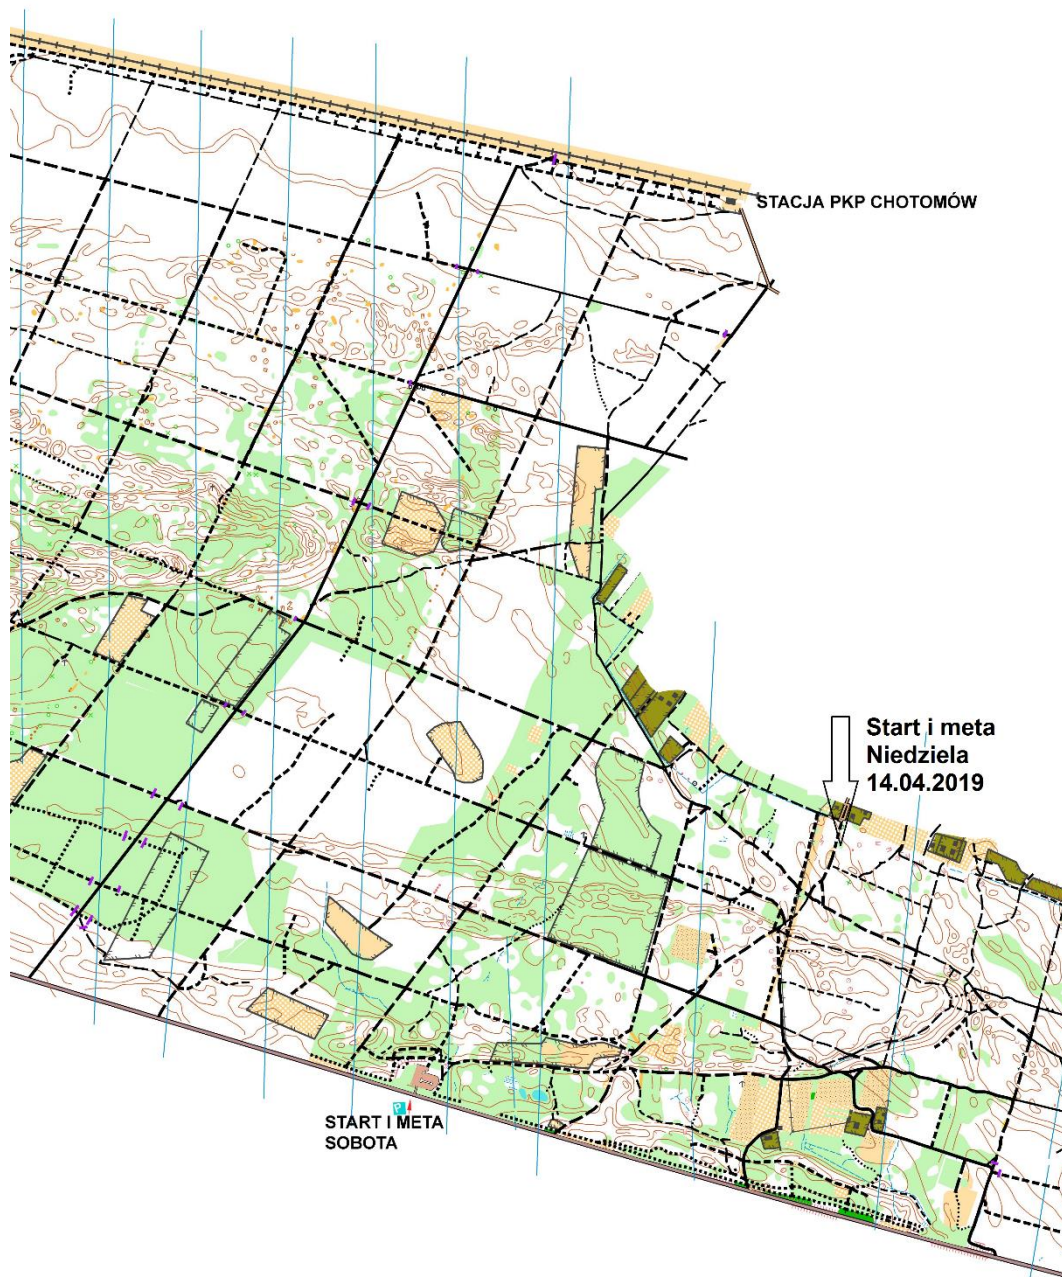 STACJA PKP CHOTOMÓW
Start i meta
Niedziela
14.04.2019
P
START I META
SOBOTA